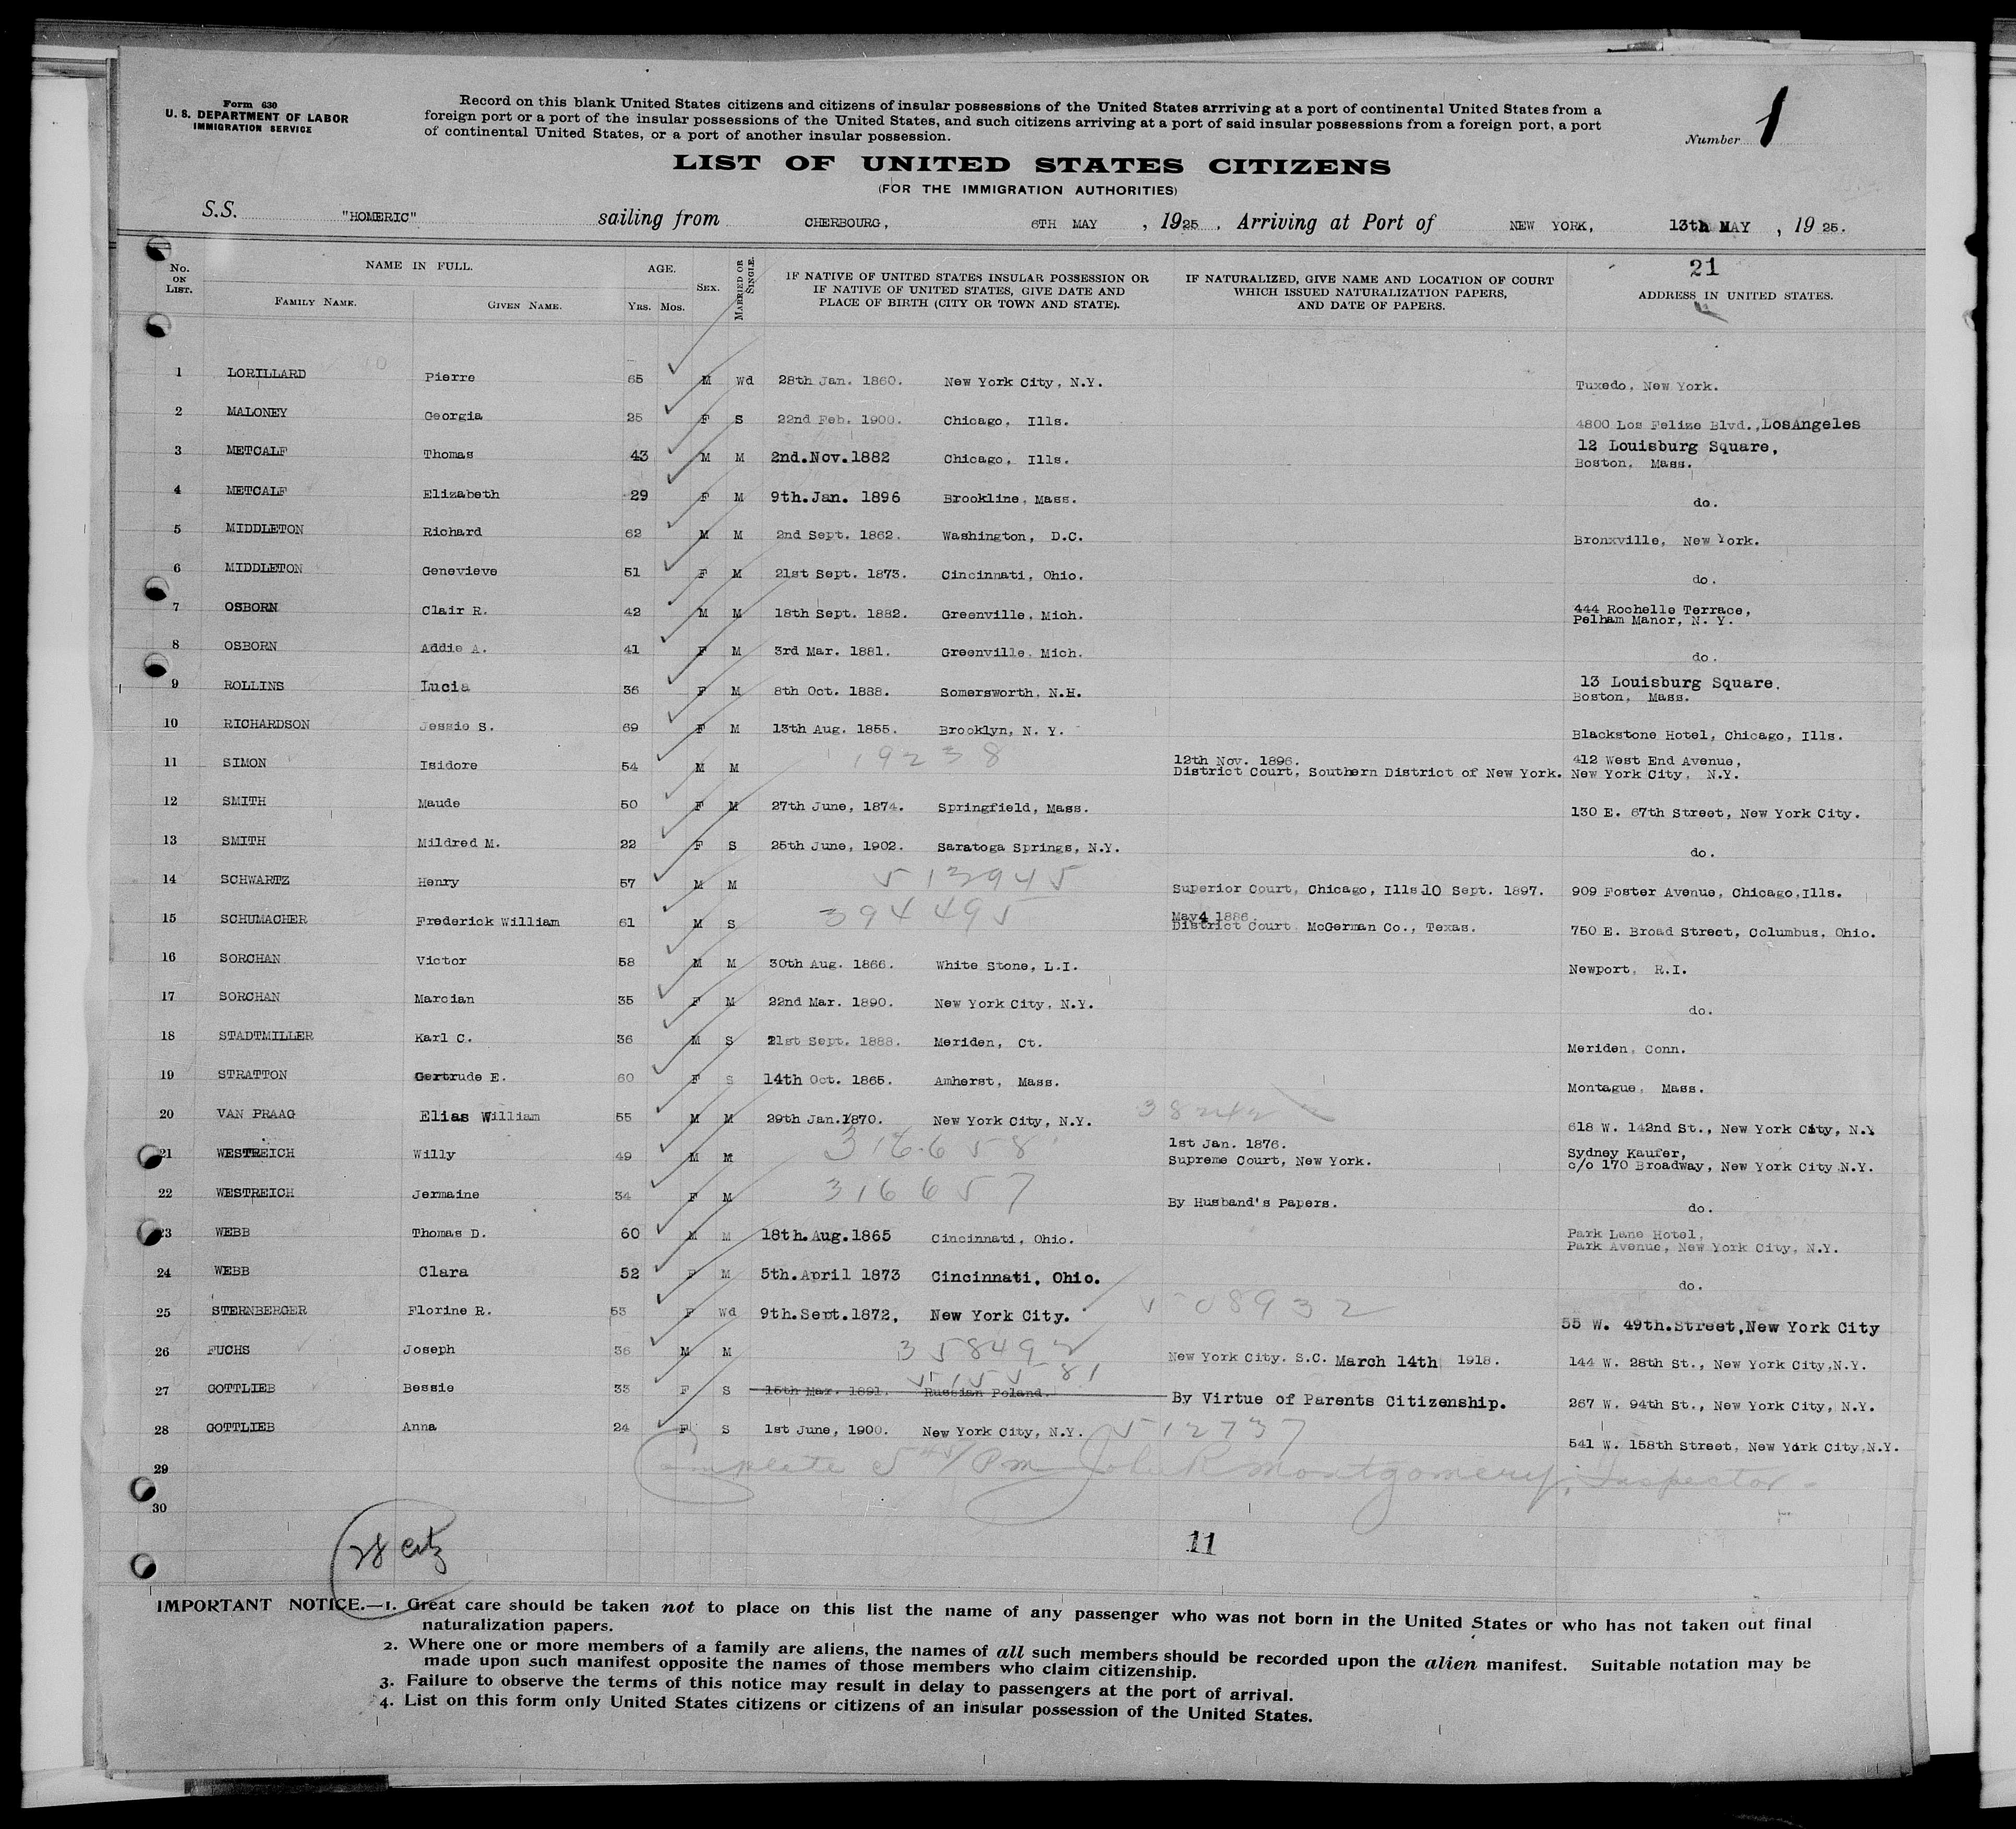 Form 630
U. S. DEPARTMENT OF LABOR
IMMIGRATION SERVICE
Record on this blank United States citizens and citizens of insular possessions of the United States arrriving at a port of continental United States from a
foreign port or a port of the insular possessions of the United States, and such citizens arriving at a port of said insular possessions from a foreign port, a port
of continental United States, or a port of another insular possession.
Number 1
LIST OF UNITED STATES CITIZENS
(FOR THE IMMIGRATION AUTHORITIES)
S.S. "HOMERIC" sailing from CHERBOURG, 6TH MAY , 1925 , Arriving at Port of NEW YORK, 13th MAY , 19 25.
No. ON LIST. NAME IN FULL. FAMILY NAME. GIVEN NAME. AGE. YRS. MOS. SEX. MARRIED OR SINGLE.
IF NATIVE OF UNITED STATES INSULAR POSSESSION OR
IF NATIVE OF UNITED STATES, GIVE DATE AND
PLACE OF BIRTH (CITY OR TOWN AND STATE).
IF NATURALIZED, GIVE NAME AND LOCATION OF COURT
WHICH ISSUED NATURALIZATION PAPERS,
AND DATE OF PAPERS.
21
ADDRESS IN UNITED STATES.
1 LORILLARD Pierre 65 M Wd 28th Jan. 1860. New York City, N.Y. Tuxedo, New York.
2 MALONEY Georgia 25 F S 22nd Feb. 1900. Chicago, Ills. 4800 Los Felize Blvd.,LosAngeles
3 METCALF Thomas 43 M M 2nd.Nov.1882 Chicago, Ills. 12 Louisburg Square,
Boston, Mass.
4 METCALF Elizabeth 29 F M 9th.Jan. 1896 Brookline, Mass. do.
5 MIDDLETON Richard 62 M M 2nd Sept. 1862. Washington, D.C. Bronxville, New York.
6 MIDDLETON Genevieve 51 F M 21st Sept. 1873. Cincinnati, Ohio. do.
7 OSBORN Clair R. 42 M M 18th Sept. 1882. Greenville, Mich. 444 Rochelle Terrace,
Pelham Manor, N. Y.
8 OSBORN Addie A. 41 F M 3rd Mar. 1881. Greenville, Mich. do.
9 ROLLINS Lucia 36 F M 8th Oct. 1888. Somersworth, N.H. 13 Louisburg Square,
Boston, Mass.
10 RICHARDSON Jessie S. 69 F M 13th Aug. 1855. Brooklyn, N. Y. Blackstone Hotel, Chicago, Ills.
11 SIMON Isidore 54 M M 19238 12th Nov. 1896. 412 West End Avenue,
District Court, Southern District of New York. New York City, N.Y.
12 SMITH Maude 50 F M 27th June, 1874. Springfield, Mass. 130 E. 67th Street, New York City.
13 SMITH Mildred M. 22 F S 25th June, 1902. Saratoga Springs, N.Y. do.
14 SCHWARTZ Henry 57 M M 513945 Superior Court, Chicago, Ills 10 Sept. 1897. 909 Foster Avenue, Chicago,Ills.
15 SCHUMACHER Frederick William 61 M S 394495 May 4 1886.
District Court McGerman Co., Texas. 750 E. Broad Street, Columbus, Ohio.
16 SORCHAN Victor 58 M M 30th Aug. 1866. White Stone, L.I. Newport, R.I.
17 SORCHAN Marcian 35 F M 22nd Mar. 1890. New York City, N.Y. do.
18 STADTMILLER Karl C. 36 M S 21st Sept. 1888. Meriden, Ct. Meriden, Conn.
19 STRATTON Gertrude E. 60 F S 14th Oct. 1865. Amherst, Mass. Montague, Mass.
20 VAN PRAAG Elias William 55 M M 29th Jan.1870. New York City, N.Y. 618 W. 142nd St., New York City, N.Y
21 WESTREICH Willy 49 M M 316658 1st Jan. 1876. Sydney Kaufer,
Supreme Court, New York. c/o 170 Broadway, New York City N.Y.
22 WESTREICH Jermaine 34 F M 316657 By Husband's Papers. do.
23 WEBB Thomas D. 60 M M 18th.Aug.1865 Cincinnati, Ohio. Park Lane Hotel,
Park Avenue, New York City, N.Y.
24 WEBB Clara 52 F M 5th.April 1873 Cincinnati, Ohio. do.
25 STERNBERGER Florine R. 53 F Wd 9th.Sept.1872, New York City. 508932 55 W. 49th.Street,New York City
26 FUCHS Joseph 36 M M 358492 New York City, S.C. March 14th 1918. 144 W. 28th St., New York City,N.Y.
27 GOTTLIEB Bessie 33 F S 15th Mar. 1891. Russian Poland. 515581 By Virtue of Parents Citizenship. 267 W. 94th St., New York City, N.Y.
28 GOTTLIEB Anna 24 F S 1st June, 1900. New York City, N.Y. 512737 541 W. 158th Street, New York City,N.Y.
29 Complete John R Montgomery, Inspector
30
28 citz
11
IMPORTANT NOTICE.—1. Great care should be taken not to place on this list the name of any passenger who was not born in the United States or who has not taken out final
naturalization papers.
2. Where one or more members of a family are aliens, the names of all such members should be recorded upon the alien manifest. Suitable notation may be
made upon such manifest opposite the names of those members who claim citizenship.
3. Failure to observe the terms of this notice may result in delay to passengers at the port of arrival.
4. List on this form only United States citizens or citizens of an insular possession of the United States.